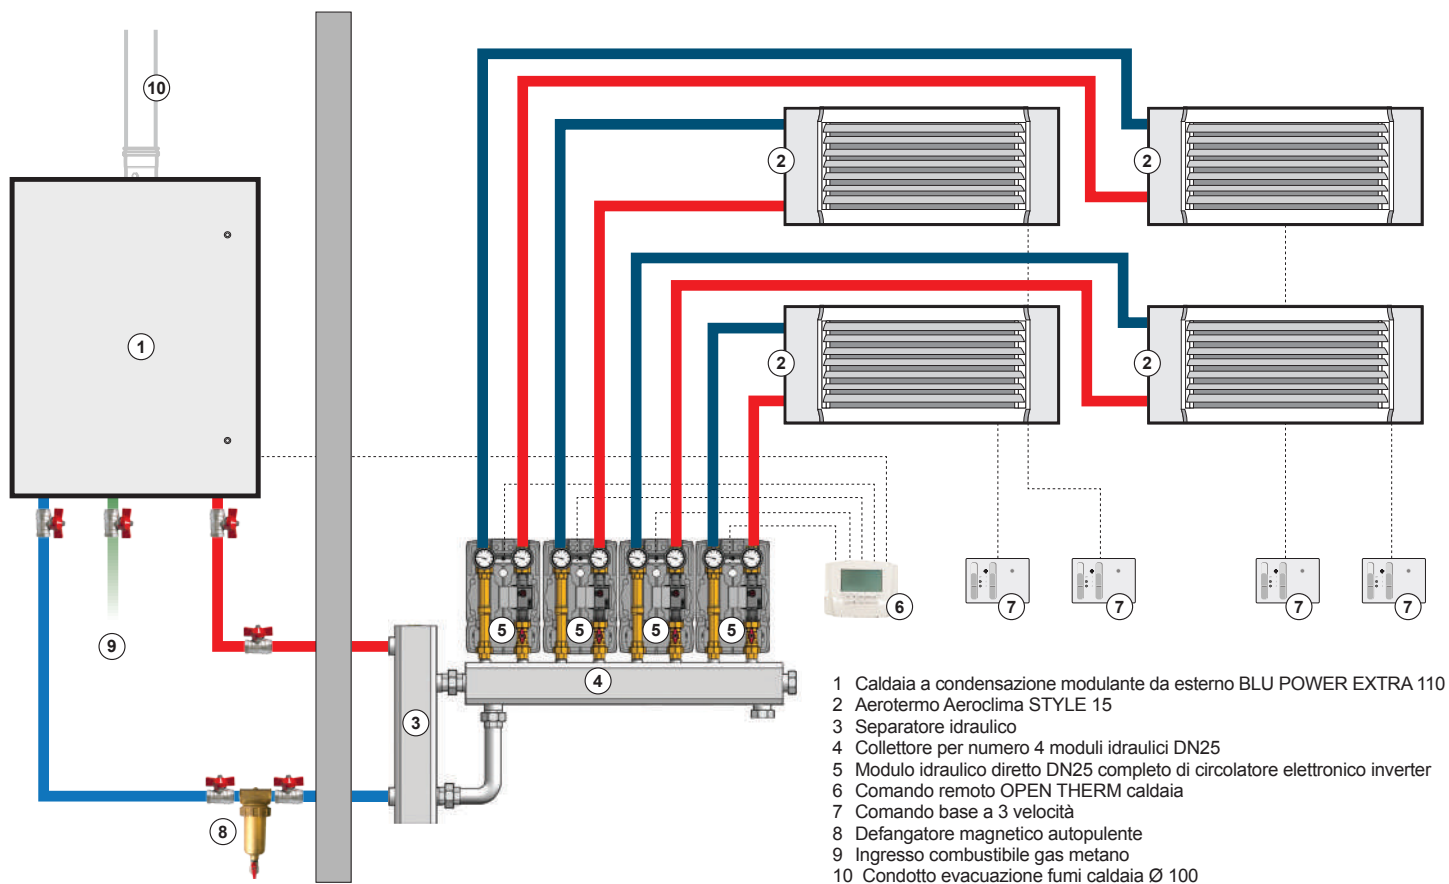 10
2
2
1
2
2
5
5
5
5
6
7
7
7
7
9
4
3
8
1 Caldaia a condensazione modulante da esterno BLU POWER EXTRA 110
2 Aerotermo Aeroclima STYLE 15
3 Separatore idraulico
4 Collettore per numero 4 moduli idraulici DN25
5 Modulo idraulico diretto DN25 completo di circolatore elettronico inverter
6 Comando remoto OPEN THERM caldaia
7 Comando base a 3 velocità
8 Defangatore magnetico autopulente
9 Ingresso combustibile gas metano
10 Condotto evacuazione fumi caldaia Ø 100